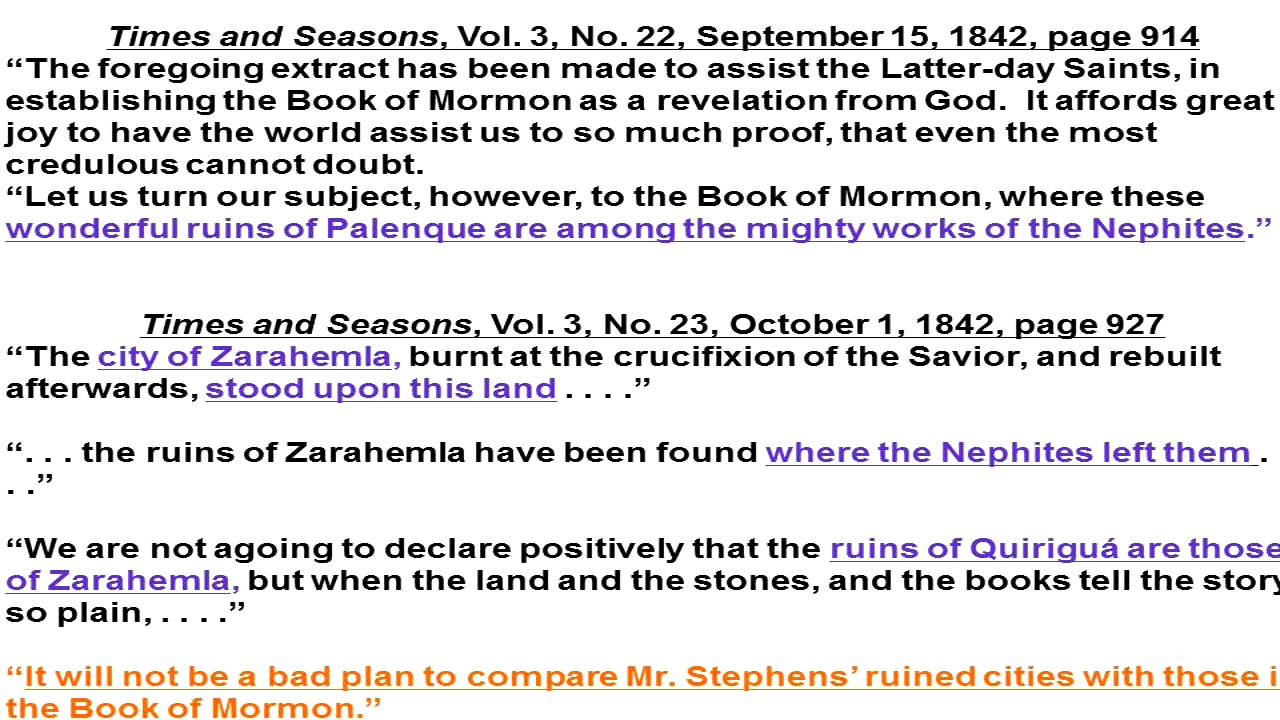 Times and Seasons, Vol. 3, No. 22, September 15, 1842, page 914
“The foregoing extract has been made to assist the Latter-day Saints, in
establishing the Book of Mormon as a revelation from God.  It affords great
joy to have the world assist us to so much proof, that even the most
credulous cannot doubt.
“Let us turn our subject, however, to the Book of Mormon, where these
wonderful ruins of Palenque are among the mighty works of the Nephites.”
Times and Seasons, Vol. 3, No. 23, October 1, 1842, page 927
“The city of Zarahemla, burnt at the crucifixion of the Savior, and rebuilt
afterwards, stood upon this land . . . .”
“. . . the ruins of Zarahemla have been found where the Nephites left them .
. .”
“We are not agoing to declare positively that the ruins of Quiriguá are those
of Zarahemla, but when the land and the stones, and the books tell the story
so plain, . . . .”
“It will not be a bad plan to compare Mr. Stephens’ ruined cities with those i
the Book of Mormon.”